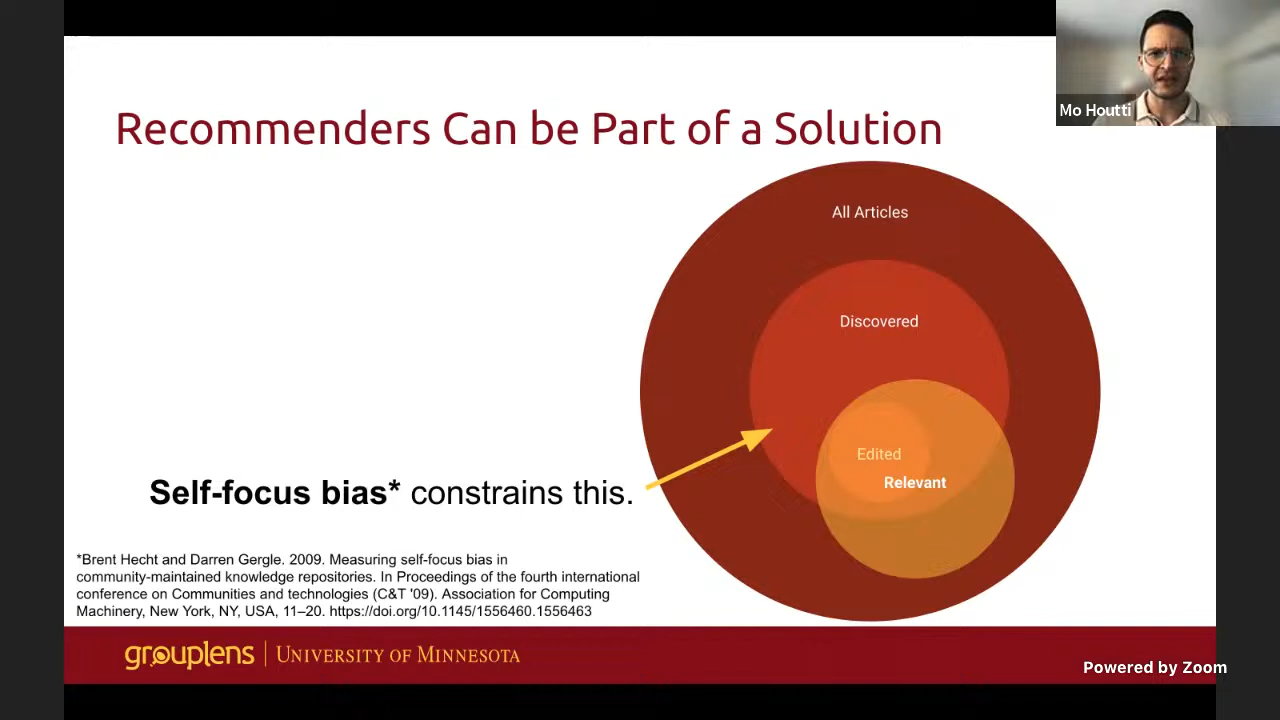 Recommenders Can be Part of a Solution
Mo Houtti
All Articles
Discovered
Edited
Relevant
Self-focus bias* constrains this.
*Brent Hecht and Darren Gergle. 2009. Measuring self-focus bias in
community-maintained knowledge repositories. In Proceedings of the fourth international
conference on Communities and technologies (C&T '09). Association for Computing
Machinery, New York, NY, USA, 11–20. https://doi.org/10.1145/1556460.1556463
grouplens | UNIVERSITY OF MINNESOTA
Powered by Zoom